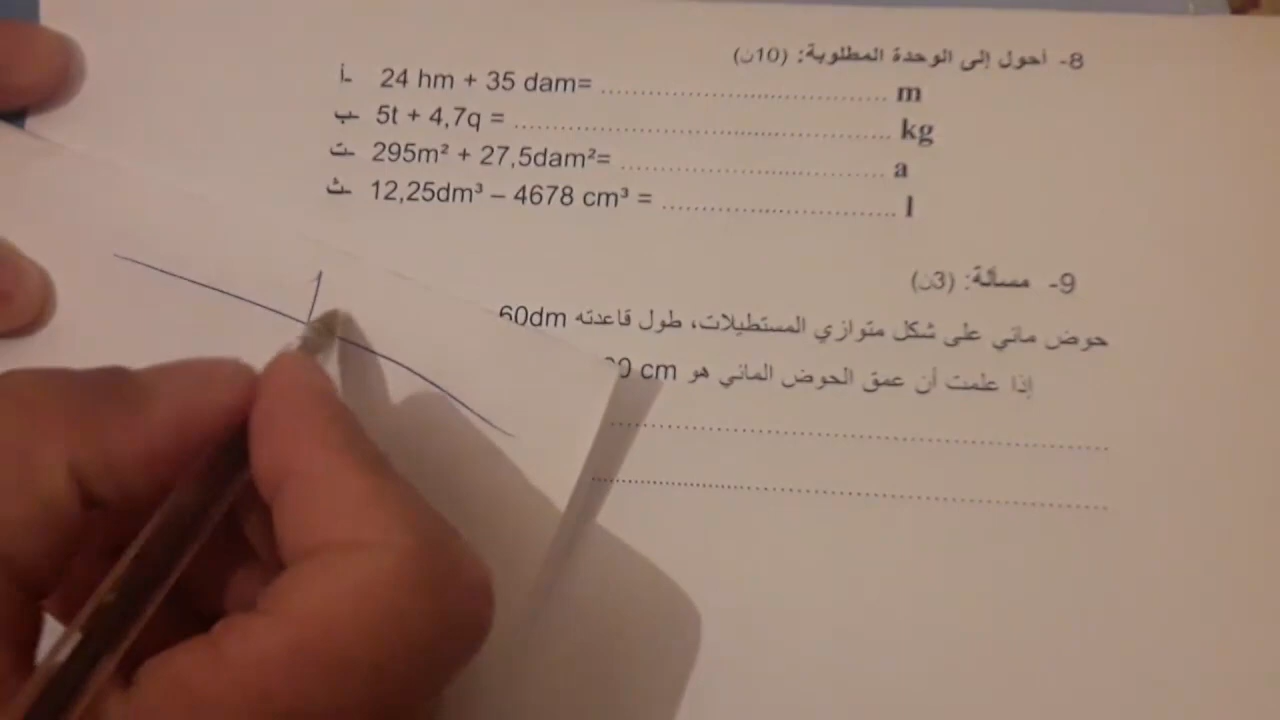 8- أحول إلى الوحدة المطلوبة: (10ن)
أ- 24 hm + 35 dam= ........................................ m
ب- 5t + 4,7q = ........................................ kg
ت- 295m² + 27,5dam²= ........................................ a
ث- 12,25dm³ – 4678 cm³ = ........................................ l
9- مسألة: (3ن)
حوض مائي على شكل متوازي المستطيلات، طول قاعدته 60dm
إذا علمت أن عمق الحوض المائي هو cm